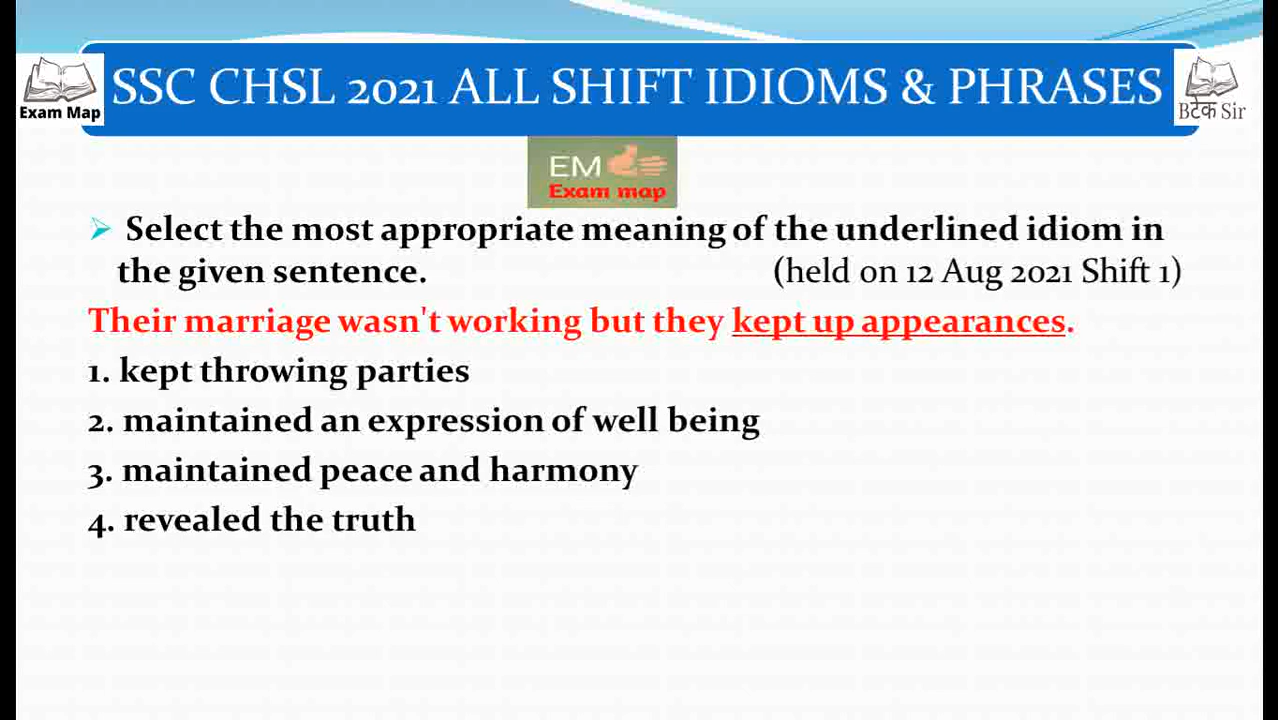 SSC CHSL 2021 ALL SHIFT IDIOMS & PHRASES
Exam Map
Bटेक Sir
EM
Exam map
Select the most appropriate meaning of the underlined idiom in
the given sentence. (held on 12 Aug 2021 Shift 1)
Their marriage wasn't working but they kept up appearances.
1. kept throwing parties
2. maintained an expression of well being
3. maintained peace and harmony
4. revealed the truth